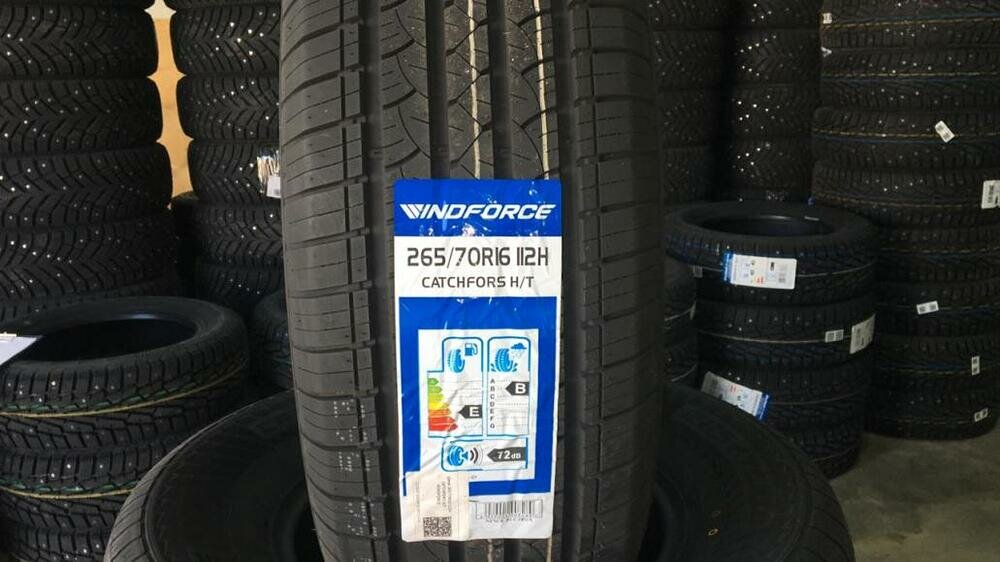 WINDFORCE
265/70R16 112H
CATCHFORS H/T
A
B
C
D
E
F
G
B
E
72dB